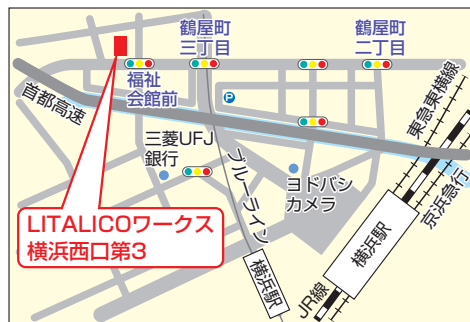 鶴屋町
三丁目
鶴屋町
二丁目
福祉
会館前
首都高速
P
東急東横線
三菱UFJ
銀行
ブルーライン
ヨドバシ
カメラ
京浜急行
LITALICOワークス
横浜西口第3
横浜駅
横浜駅
JR線